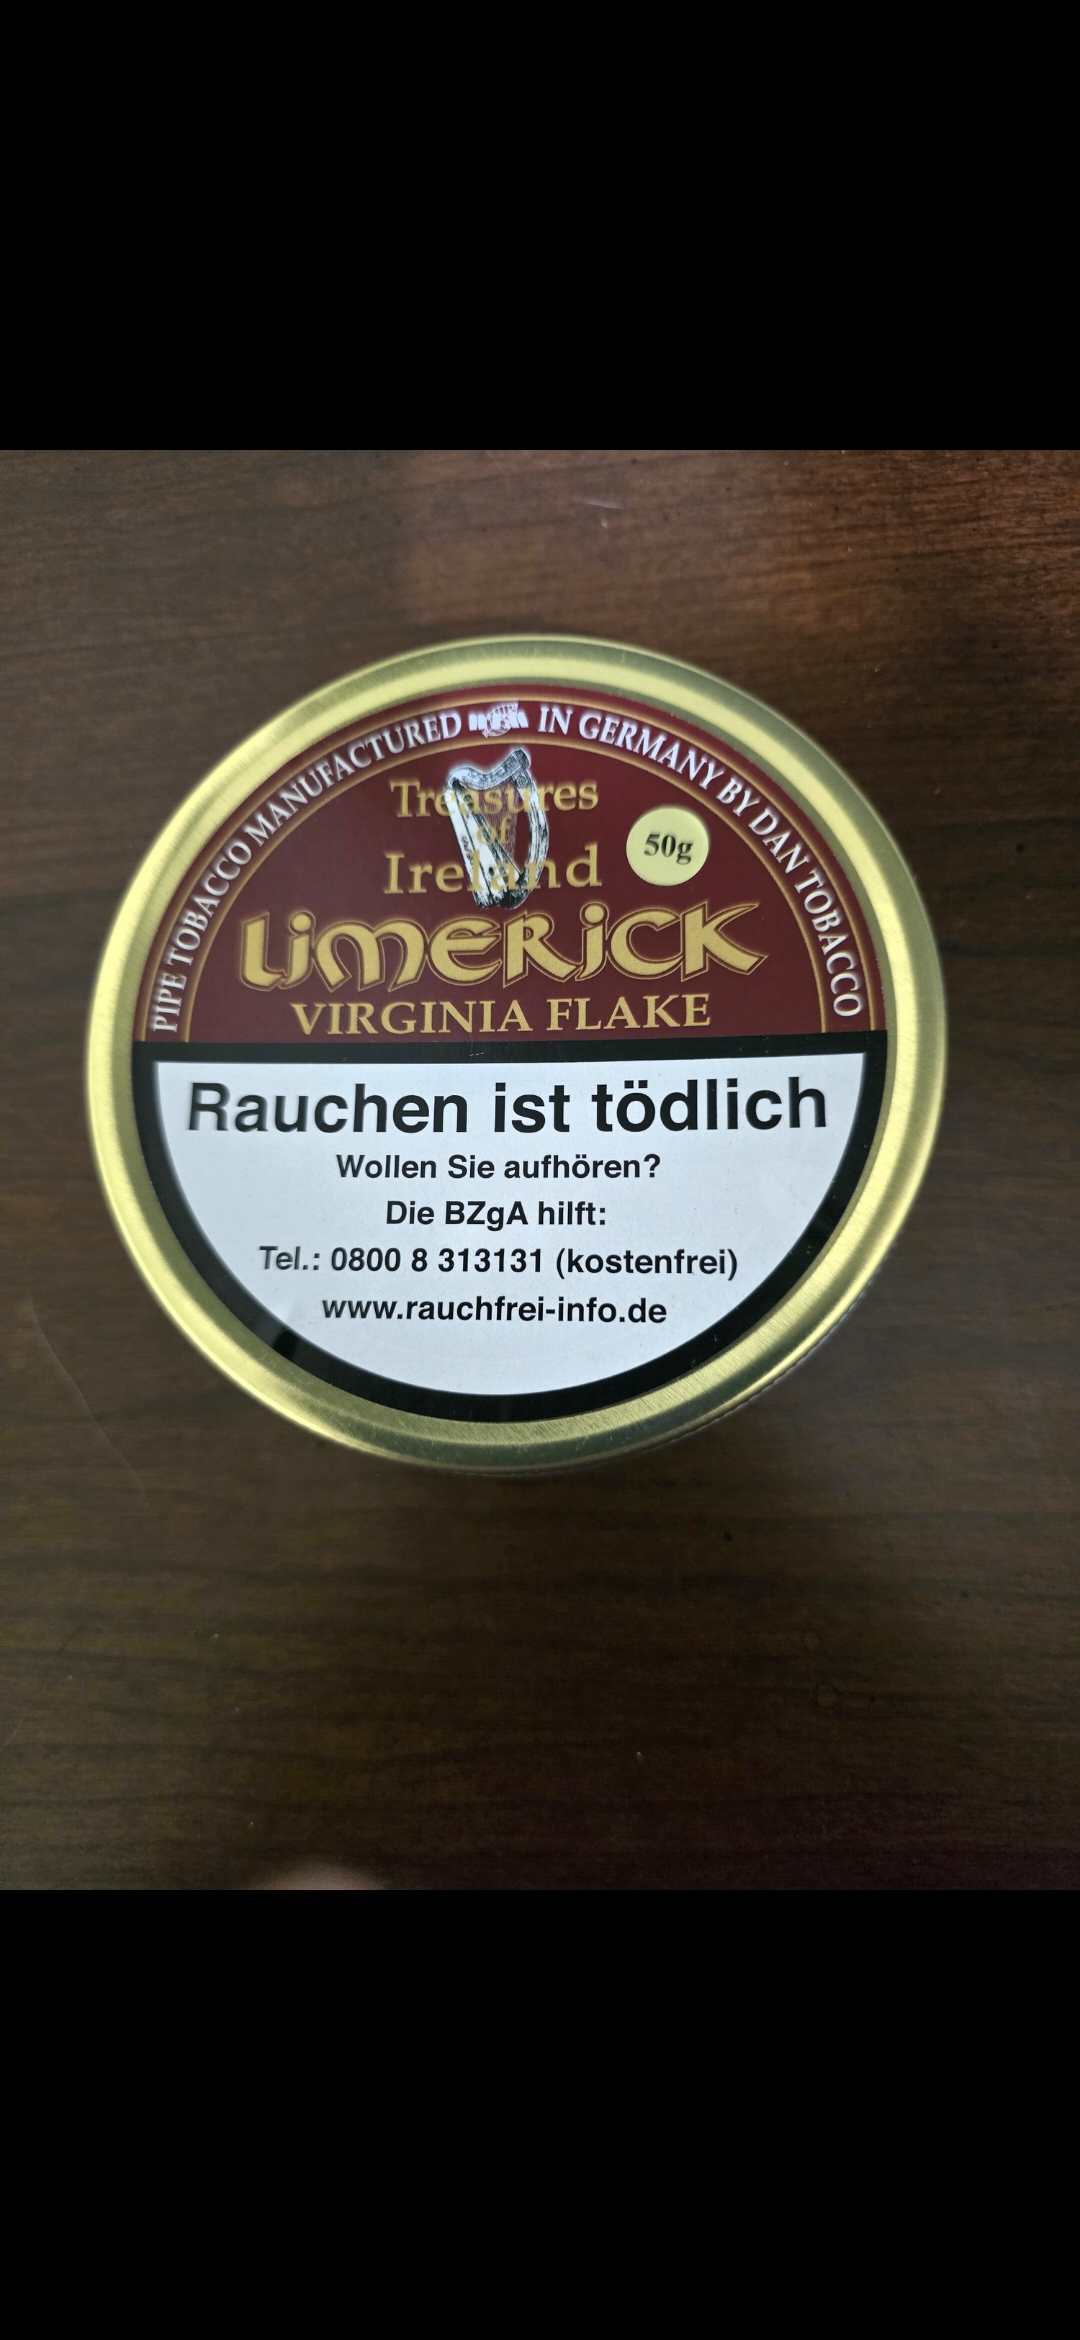 PIPE TOBACCO MANUFACTURED IN GERMANY BY DAN TOBACCO
Treasures
of
Ireland
50g
LIMERICK
VIRGINIA FLAKE
Rauchen ist tödlich
Wollen Sie aufhören?
Die BZgA hilft:
Tel.: 0800 8 313131 (kostenfrei)
www.rauchfrei-info.de